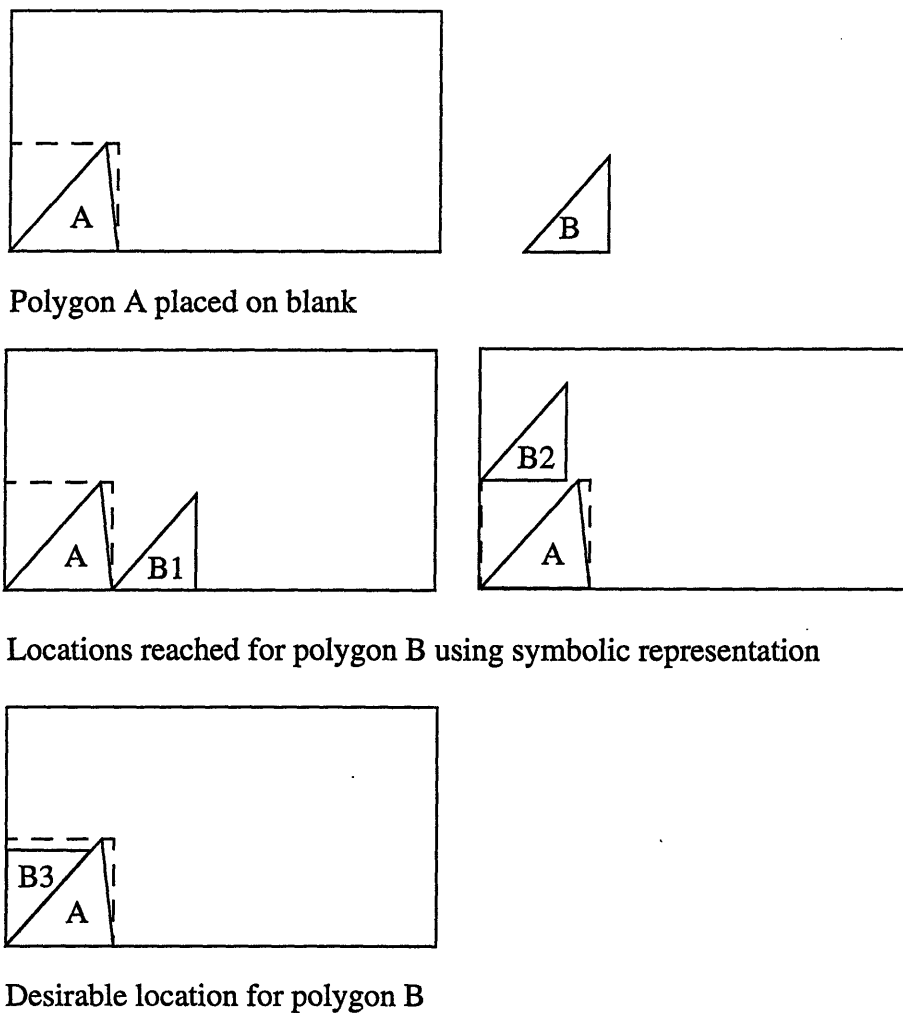 A
B
Polygon A placed on blank
A
B1
B2
A
Locations reached for polygon B using symbolic representation
B3
A
Desirable location for polygon B